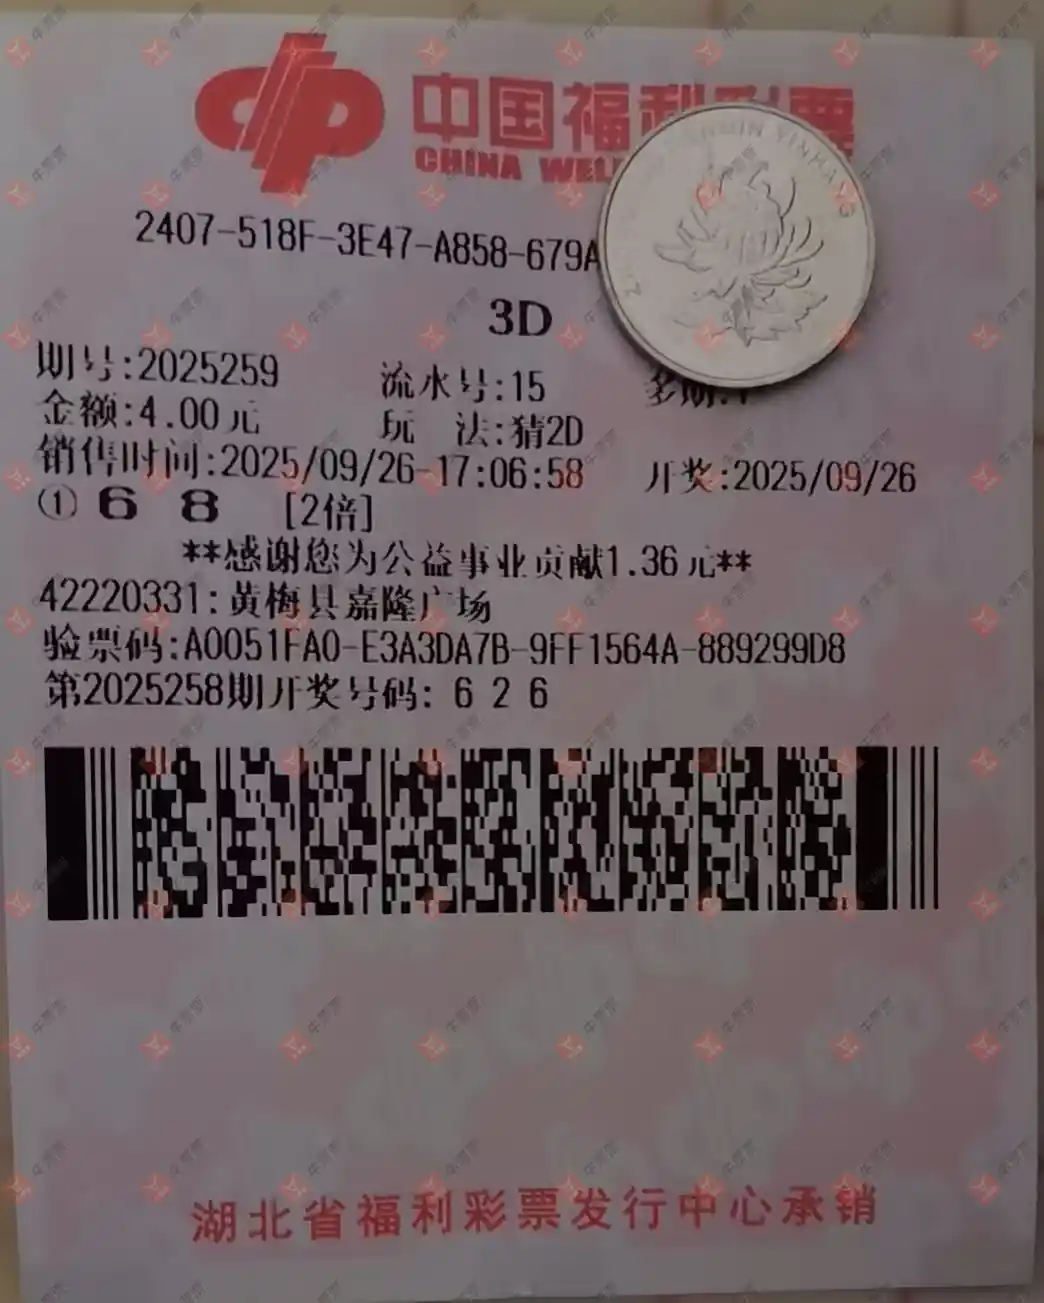 中国福利彩票
CHINA WEL
YINHANG
2407-518F-3E47-A858-679A
3D
期号:2025259 流水号:15 多期:1
金额:4.00元 玩 法:猜2D
销售时间:2025/09/26-17:06:58 开奖:2025/09/26
① 6 8 [2倍]
**感谢您为公益事业贡献1.36元**
42220331:黄梅县嘉隆广场
验票码:A0051FA0-E3A3DA7B-9FF1564A-889299D8
第2025258期开奖号码: 6 2 6
湖北省福利彩票发行中心承销